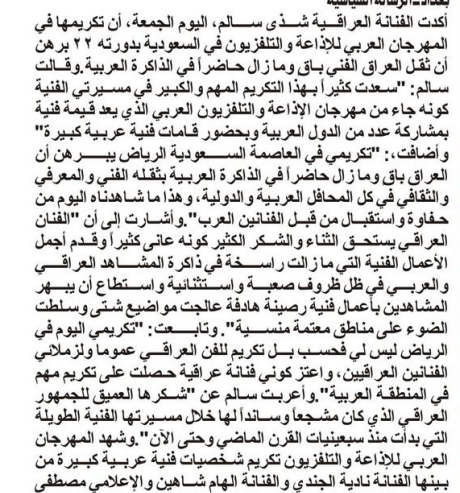 بغداد ـ الرسالة السياسية
أكدت الفنانة العراقية شذى سالم، اليوم الجمعة، أن تكريمها في
المهرجان العربي للإذاعة والتلفزيون في السعودية بدورته ٢٢ برهن
أن ثقل العراق الفني باق وما زال حاضراً في الذاكرة العربية.وقالت
سالم: "سعدت كثيراً بهذا التكريم المهم والكبير في مسيرتي الفنية
كونه جاء من مهرجان الإذاعة والتلفزيون العربي الذي يعد قيمة فنية
بمشاركة عدد من الدول العربية وبحضور قامات فنية عربية كبيرة"
وأضافت،: "تكريمي في العاصمة السعودية الرياض يبرهن أن
العراق باق وما زال حاضراً في الذاكرة العربية بثقله الفني والمعرفي
والثقافي في كل المحافل العربية والدولية، وهذا ما شاهدناه اليوم من
حفاوة واستقبال من قبل الفنانين العرب".وأشارت إلى أن "الفنان
العراقي يستحق الثناء والشكر الكثير كونه عانى كثيراً وقدم أجمل
الأعمال الفنية التي ما زالت راسخة في ذاكرة المشاهد العراقي
والعربي في ظل ظروف صعبة واستثنائية واستطاع أن يبهر
المشاهدين بأعمال فنية رصينة هادفة عالجت مواضيع شتى وسلطت
الضوء على مناطق معتمة منسية".وتابعت: "تكريمي اليوم في
الرياض ليس لي فحسب بل تكريم للفن العراقي عموما ولزملائي
الفنانين العراقيين، واعتز كوني فنانة عراقية حصلت على تكريم مهم
في المنطقة العربية".وأعربت سالم عن "شكرها العميق للجمهور
العراقي الذي كان مشجعاً وسانداً لها خلال مسيرتها الفنية الطويلة
التي بدأت منذ سبعينيات القرن الماضي وحتى الآن".وشهد المهرجان
العربي للإذاعة والتلفزيون تكريم شخصيات فنية عربية كبيرة من
بينها الفنانة نادية الجندي والفنانة الهام شاهين والإعلامي مصطفى